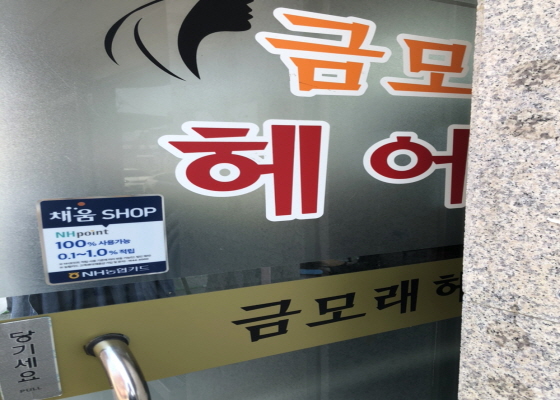 금모
헤어
채움 SHOP
NHpoint
100% 사용가능
0.1~1.0% 적립
NH농협카드
금모래헤
당기세요
PULL